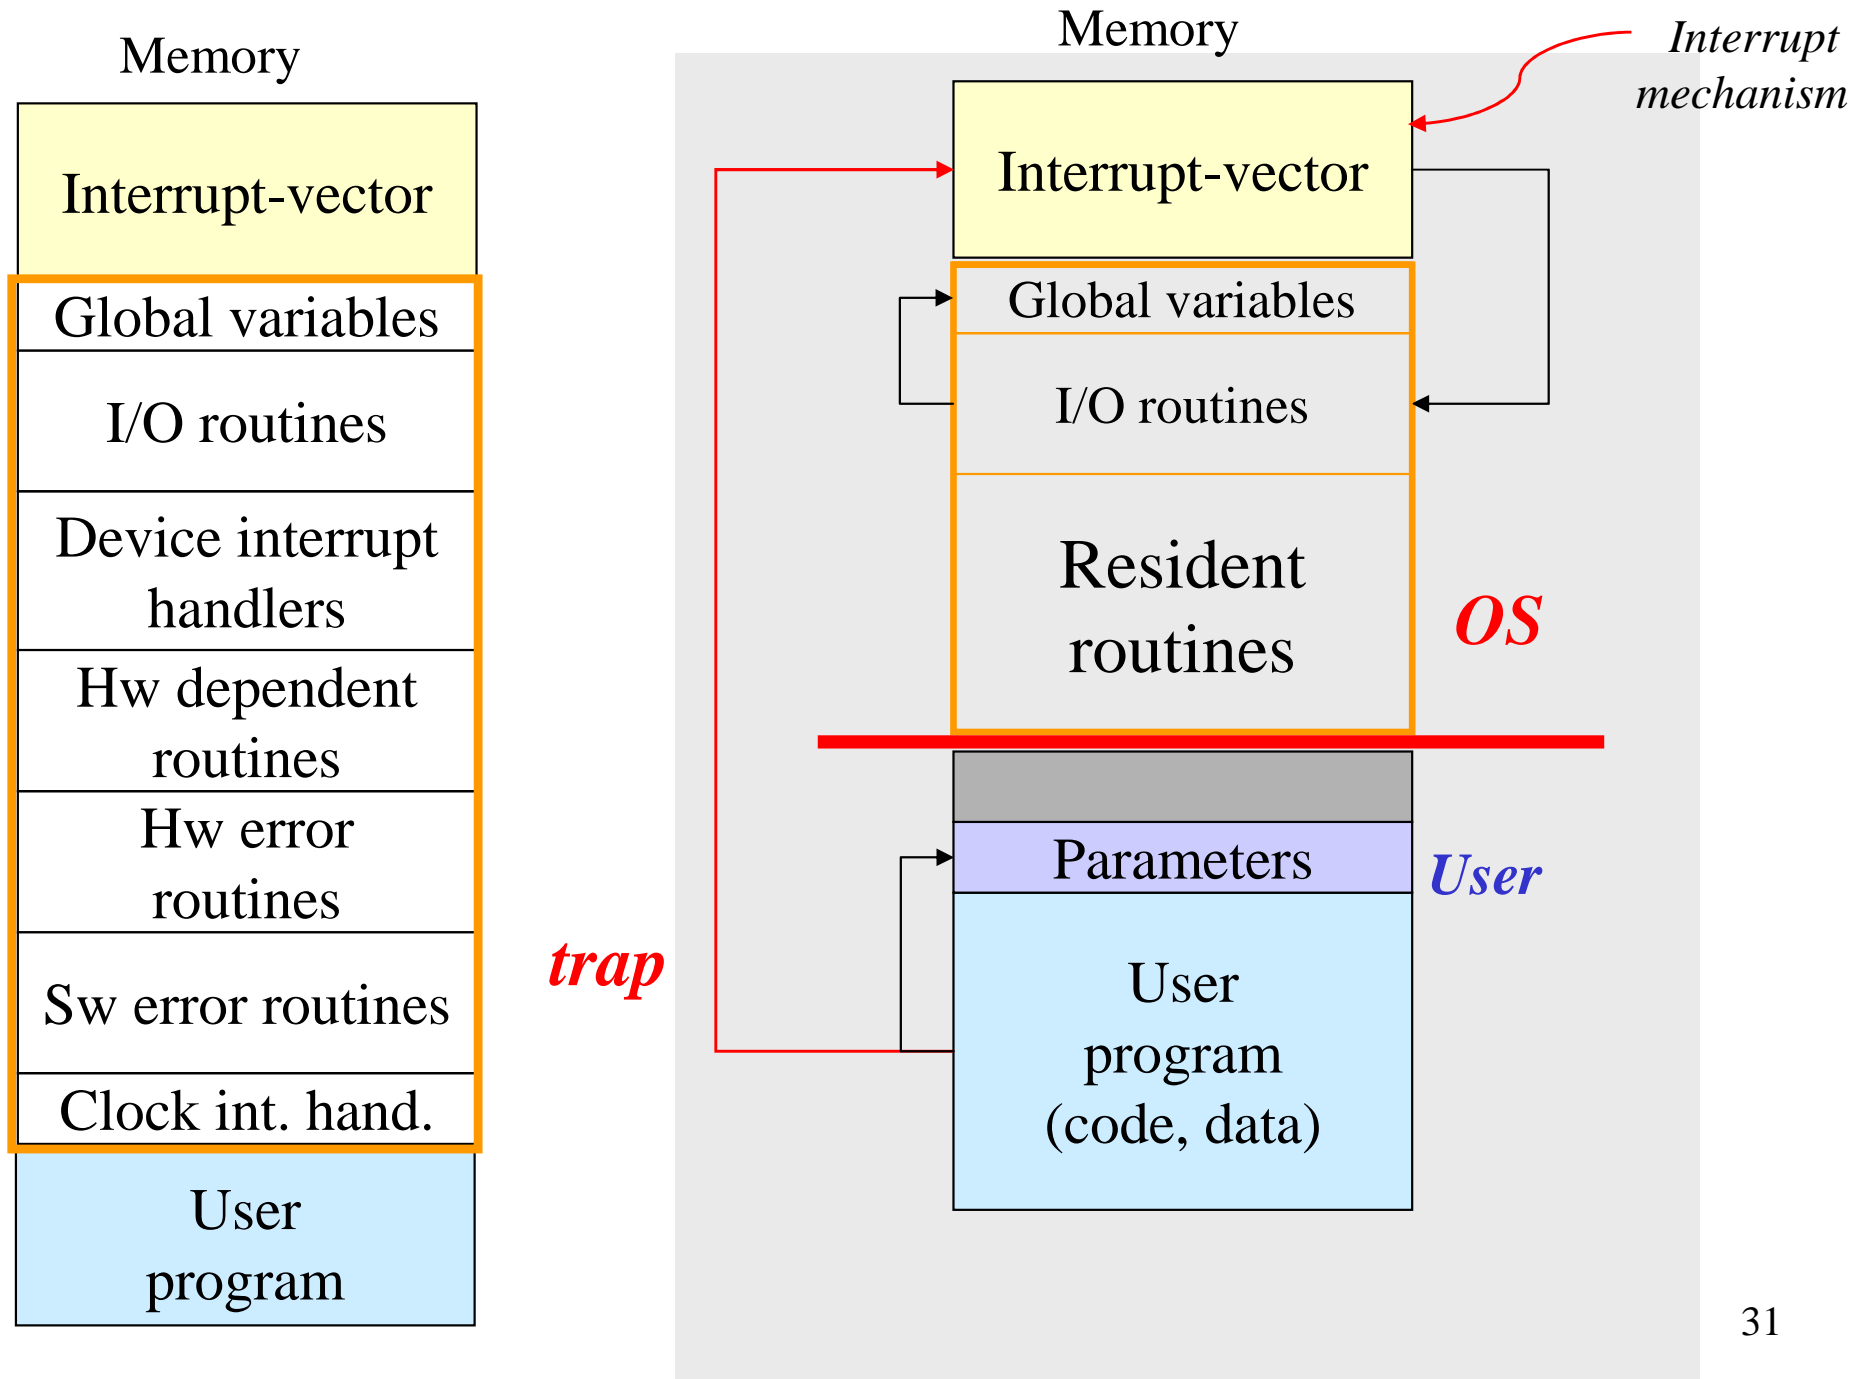 Memory
Interrupt-vector
Global variables
I/O routines
Device interrupt
handlers
Hw dependent
routines
Hw error
routines
Sw error routines
Clock int. hand.
User
program
trap
Memory
Interrupt
mechanism
Interrupt-vector
Global variables
I/O routines
Resident
routines
OS
Parameters
User
User
program
(code, data)
31